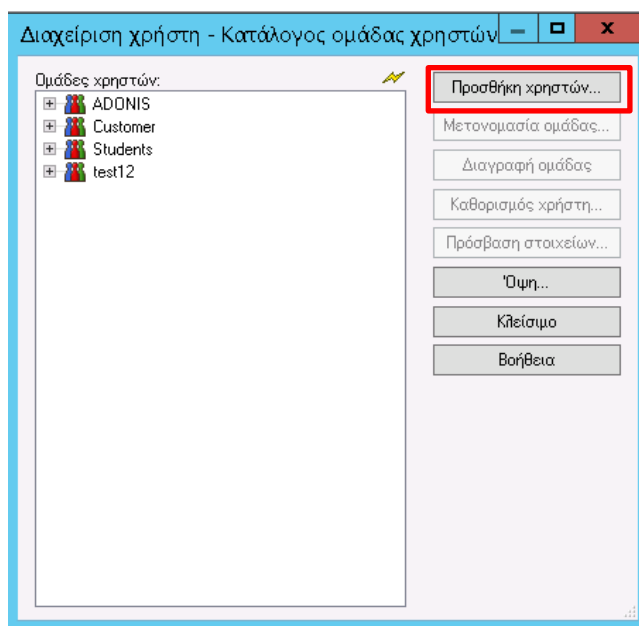 Διαχείριση χρήστη - Κατάλογος ομάδας χρηστών
Ομάδες χρηστών:
ADONIS
Customer
Students
test12
Προσθήκη χρηστών...
Μετονομασία ομάδας...
Διαγραφή ομάδας
Καθορισμός χρήστη...
Πρόσβαση στοιχείων...
Όψη...
Κλείσιμο
Βοήθεια